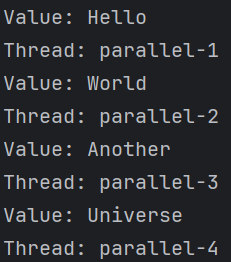 Value: Hello
Thread: parallel-1
Value: World
Thread: parallel-2
Value: Another
Thread: parallel-3
Value: Universe
Thread: parallel-4